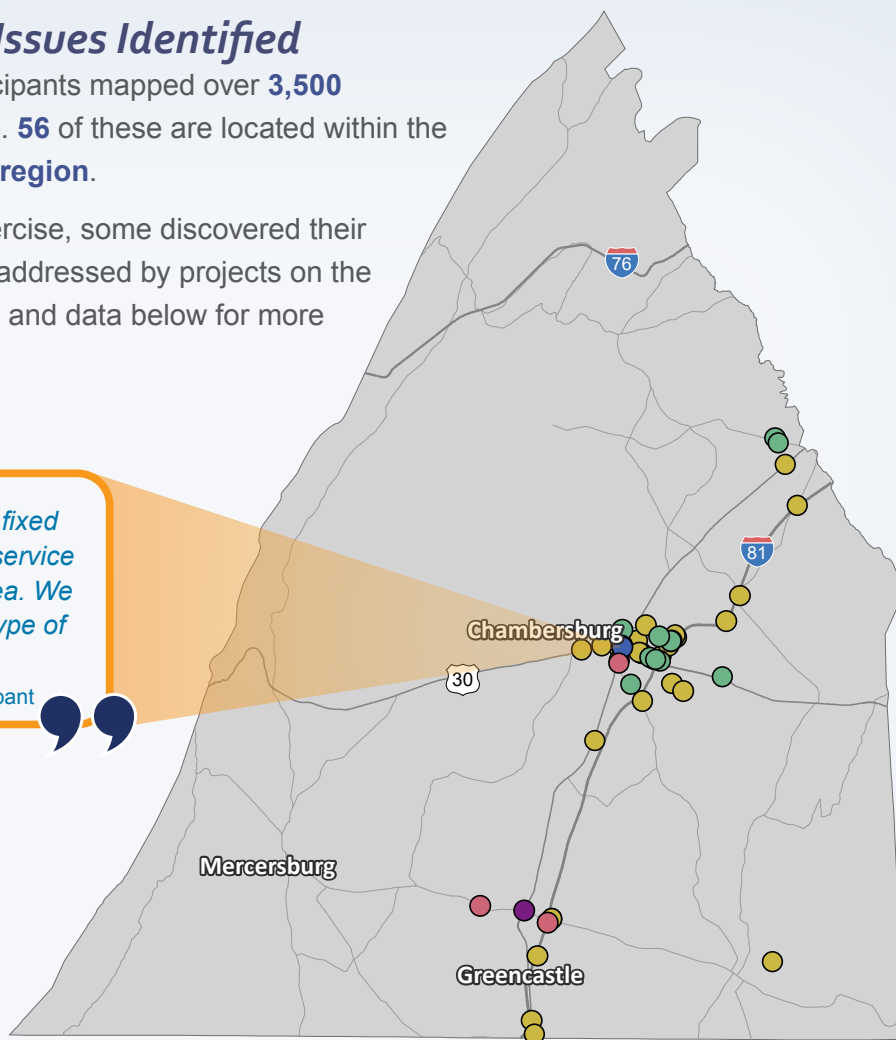 Issues Identified
cipants mapped over 3,500
. 56 of these are located within the
region.
ercise, some discovered their
addressed by projects on the
and data below for more
76
fixed
service
ea. We
ype of
pant
81
Chambersburg
30
Mercersburg
Greencastle